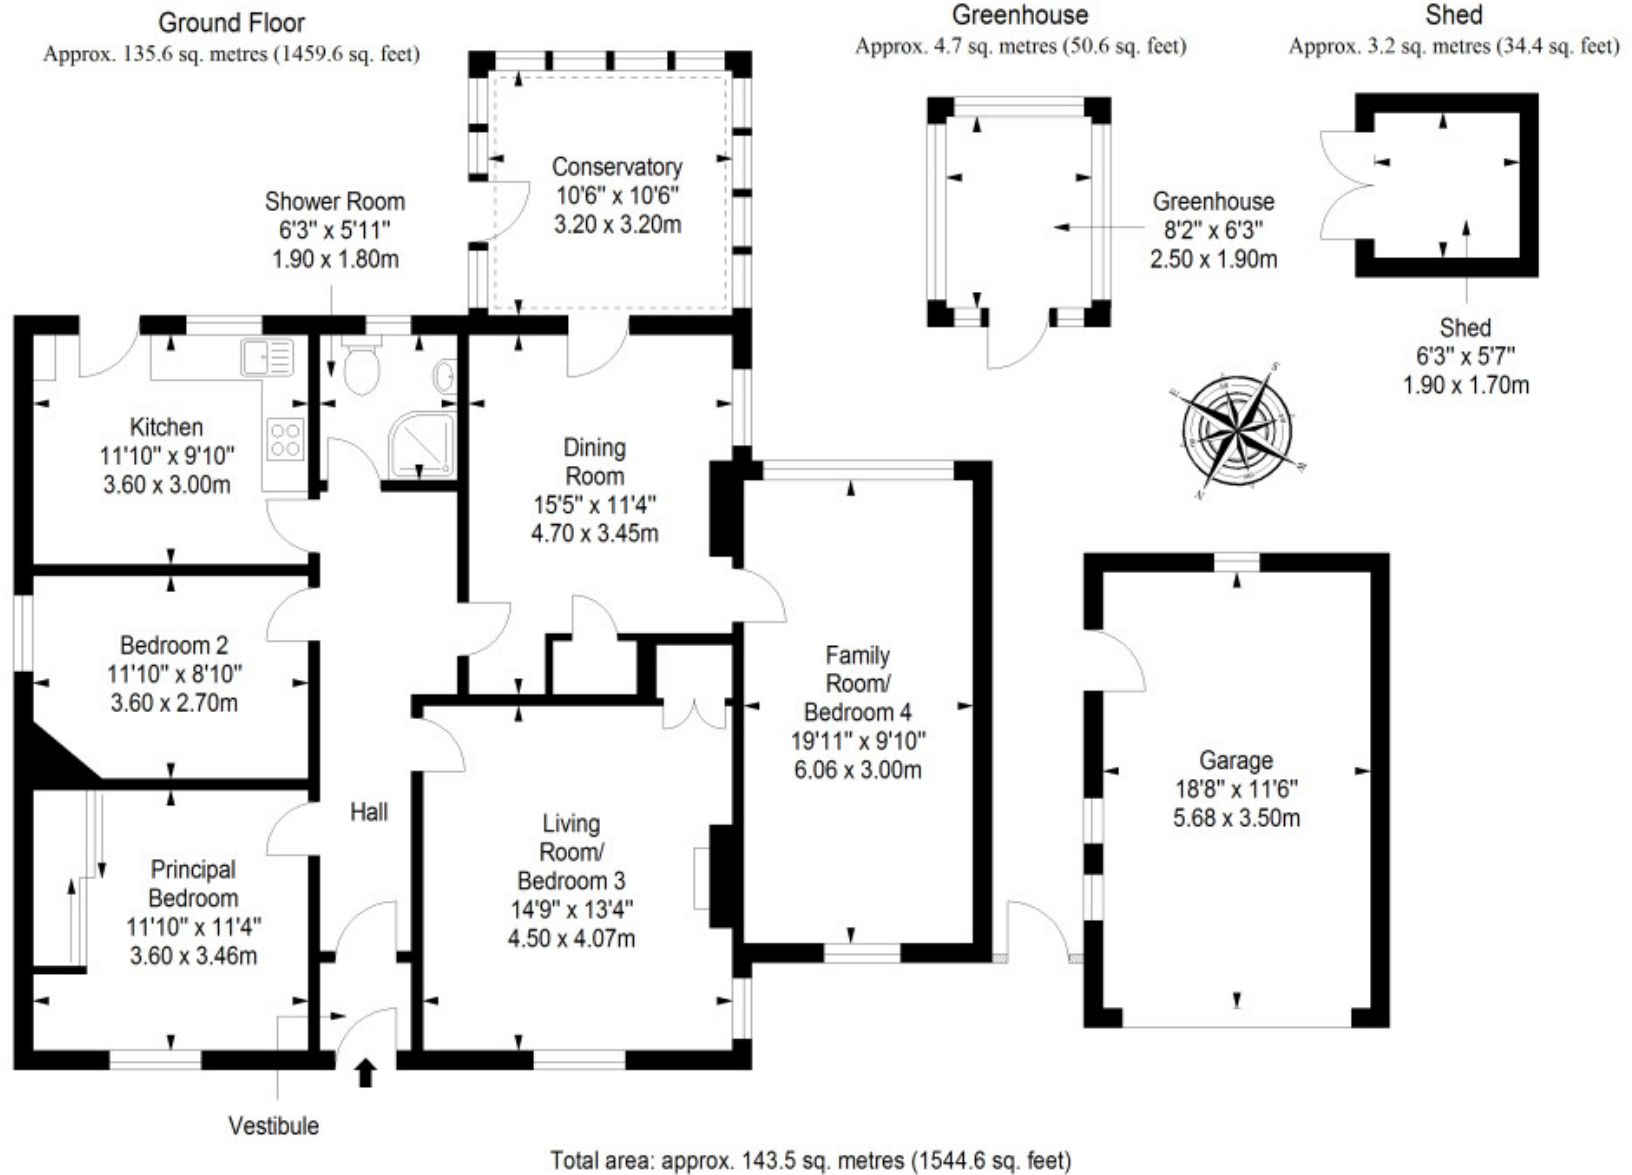 Ground Floor
Approx. 135.6 sq. metres (1459.6 sq. feet)
Greenhouse
Approx. 4.7 sq. metres (50.6 sq. feet)
Shed
Approx. 3.2 sq. metres (34.4 sq. feet)
Conservatory
10'6" x 10'6"
3.20 x 3.20m
Shower Room
6'3" x 5'11"
1.90 x 1.80m
Greenhouse
8'2" x 6'3"
2.50 x 1.90m
Shed
6'3" x 5'7"
1.90 x 1.70m
S
E
W
N
Kitchen
11'10" x 9'10"
3.60 x 3.00m
Dining
Room
15'5" x 11'4"
4.70 x 3.45m
Bedroom 2
11'10" x 8'10"
3.60 x 2.70m
Family
Room/
Bedroom 4
19'11" x 9'10"
6.06 x 3.00m
Garage
18'8" x 11'6"
5.68 x 3.50m
Hall
Living
Room/
Bedroom 3
14'9" x 13'4"
4.50 x 4.07m
Principal
Bedroom
11'10" x 11'4"
3.60 x 3.46m
Vestibule
Total area: approx. 143.5 sq. metres (1544.6 sq. feet)